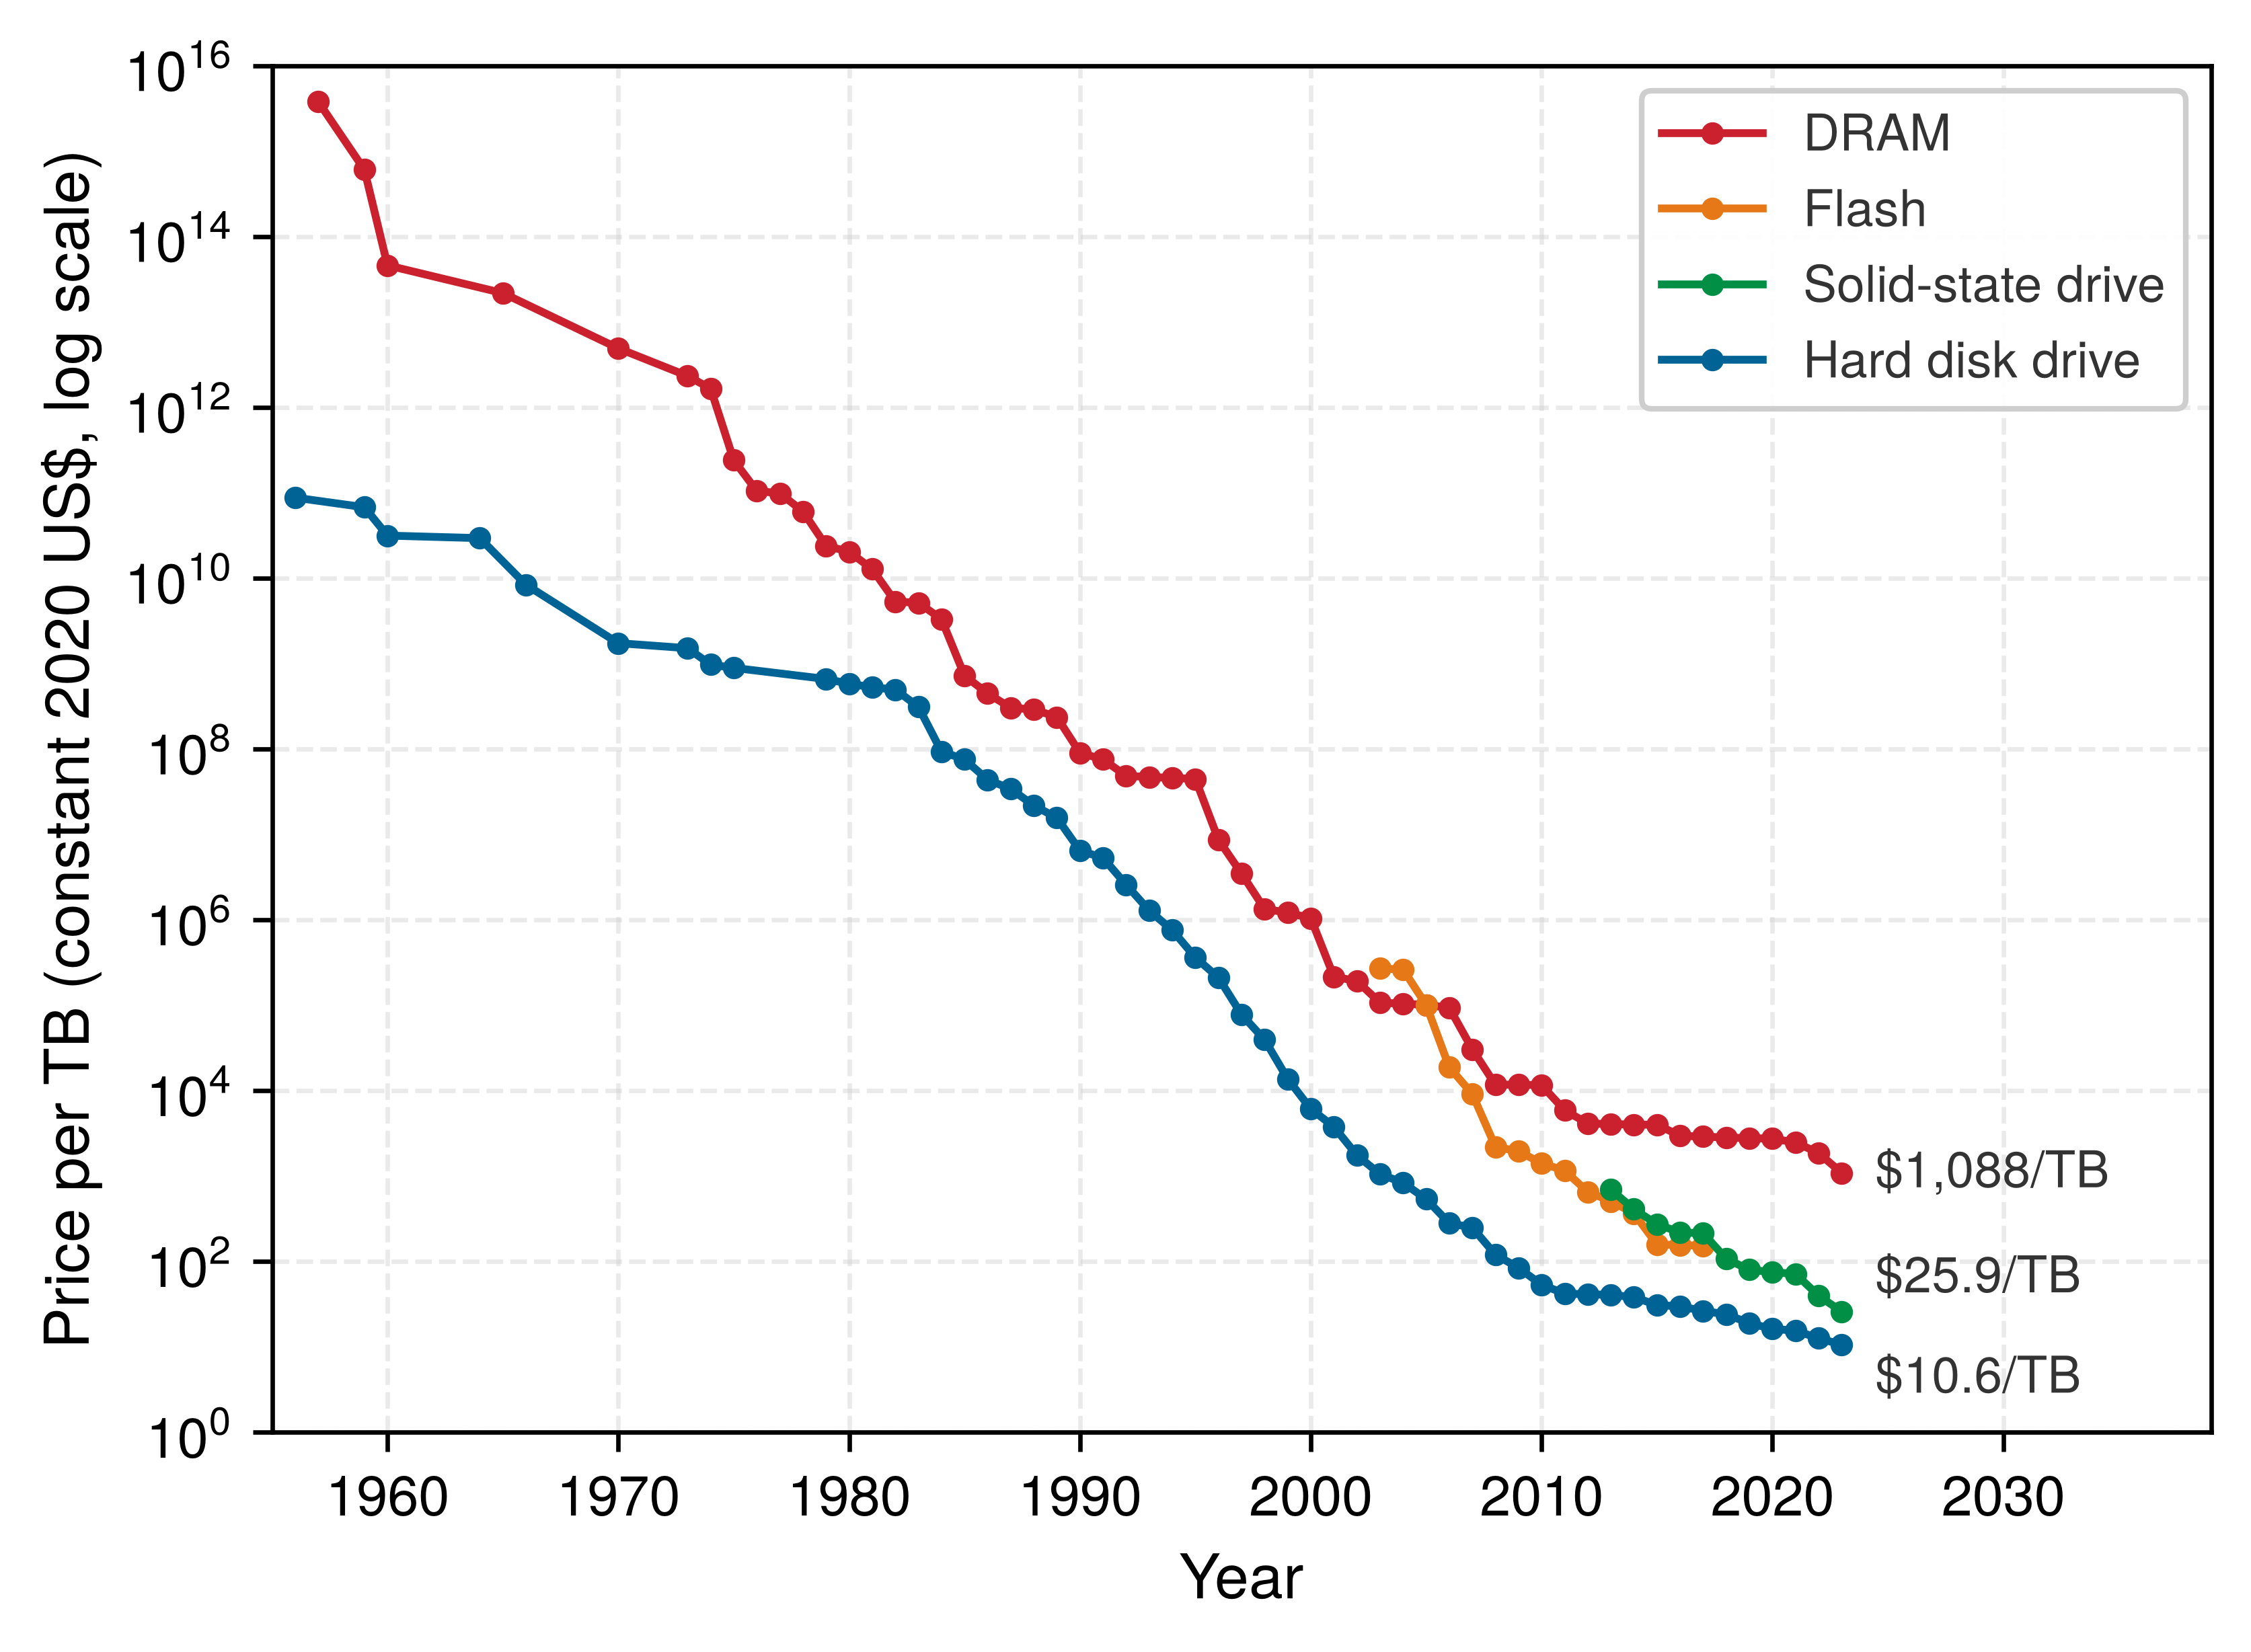 Price per TB (constant 2020 US$, log scale)
10^16
10^14
10^12
10^10
10^8
10^6
10^4
10^2
10^0
DRAM
Flash
Solid-state drive
Hard disk drive
$1,088/TB
$25.9/TB
$10.6/TB
1960 1970 1980 1990 2000 2010 2020 2030
Year